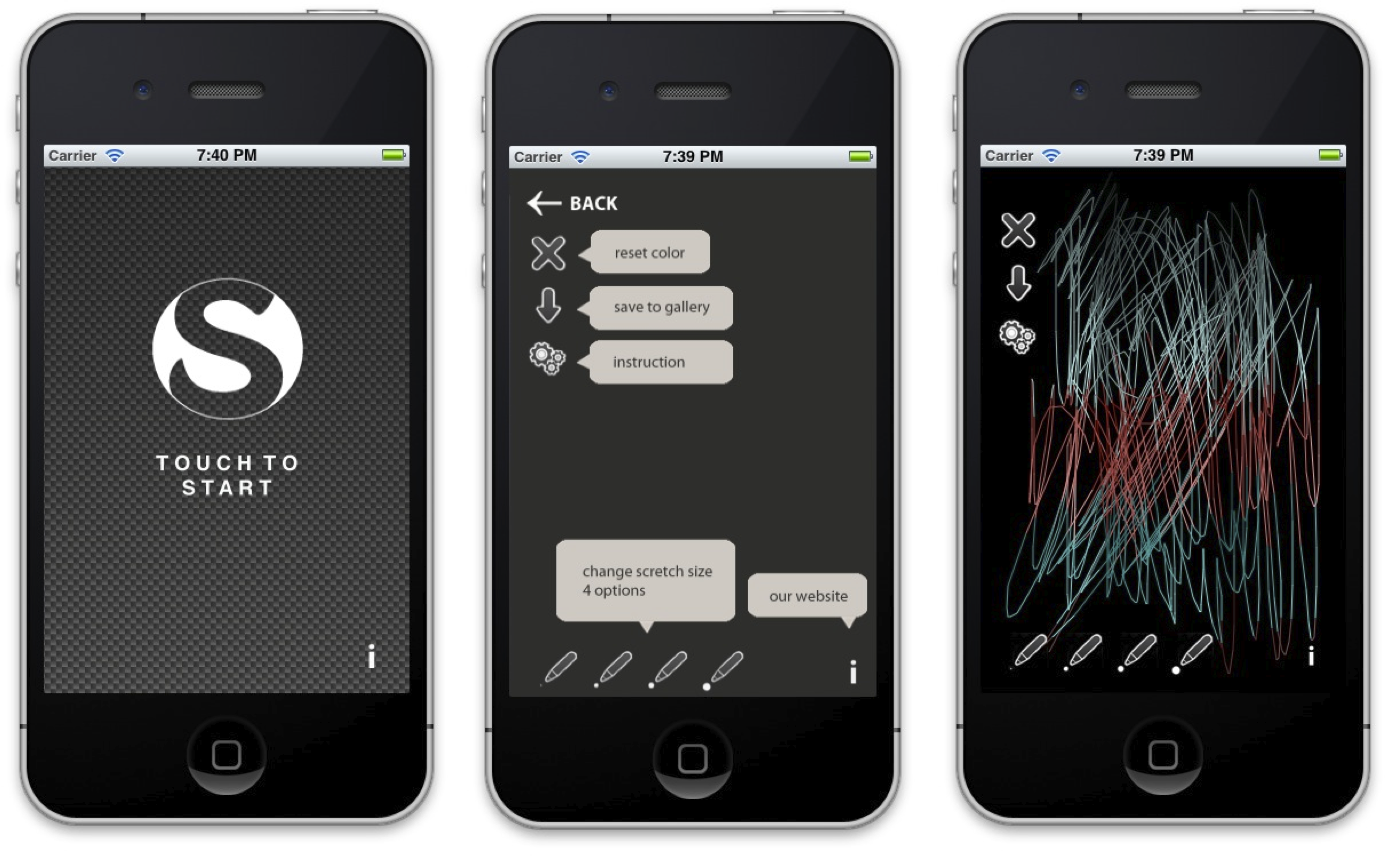 Carrier 7:40 PM
S
TOUCH TO
START
i
Carrier 7:39 PM
BACK
reset color
save to gallery
instruction
change scretch size
4 options
our website
i
Carrier 7:39 PM
i